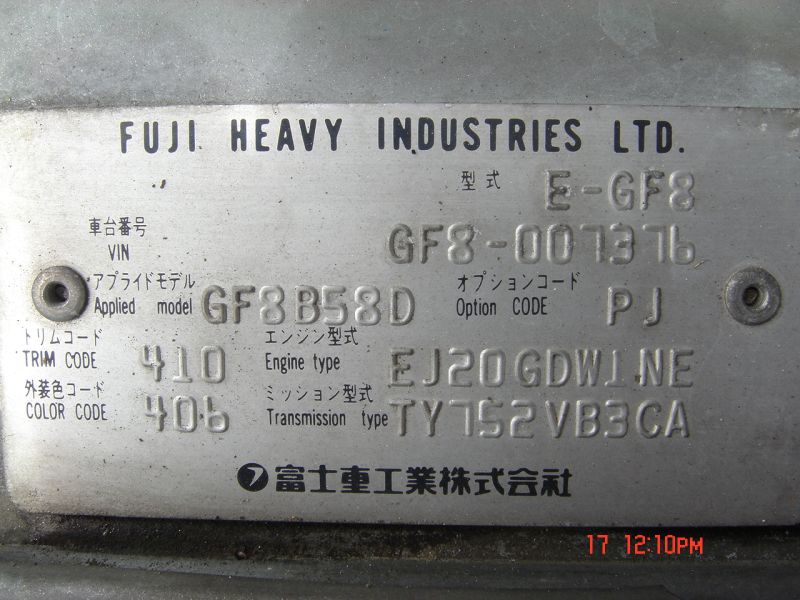 FUJI HEAVY INDUSTRIES LTD.
型式 E-GF8
車台番号
VIN GF8-007376
アプライドモデル オプションコード
Applied model GF8B58D Option CODE PJ
トリムコード エンジン型式
TRIM CODE 410 Engine type EJ20GDW1NE
外装色コード ミッション型式
COLOR CODE 406 Transmission type TY752VB3CA
フ富士重工業株式会社
17 12:10PM